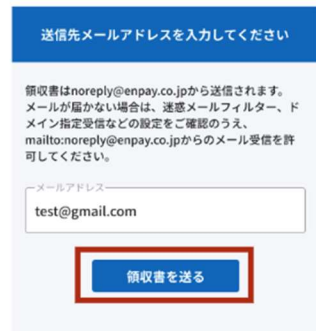 送信先メールアドレスを入力してください
領収書はnoreply@enpay.co.jpから送信されます。
メールが届かない場合は、迷惑メールフィルター、ド
メイン指定受信などの設定をご確認のうえ、
mailto:noreply@enpay.co.jpからのメール受信を許
可してください。
メールアドレス
test@gmail.com
領収書を送る